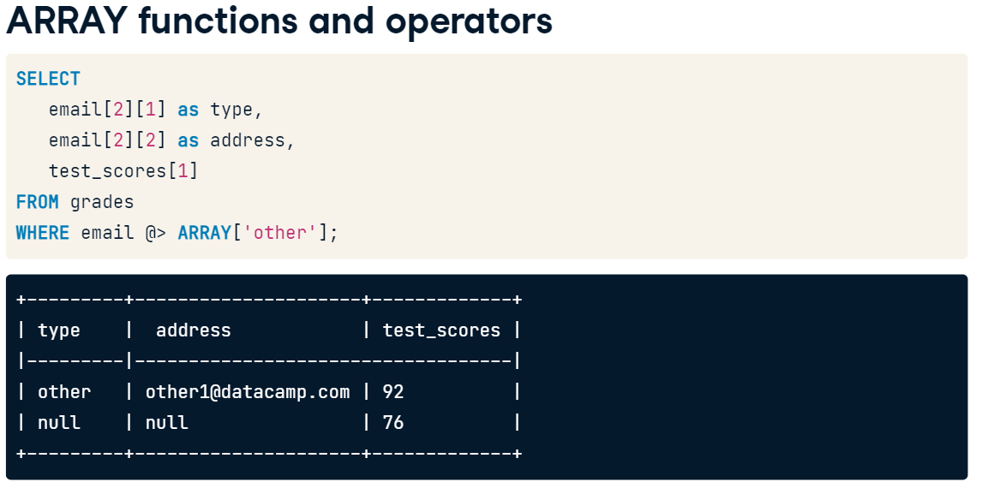 ARRAY functions and operators
SELECT
   email[2][1] as type,
   email[2][2] as address,
   test_scores[1]
FROM grades
WHERE email @> ARRAY['other'];
+---------+---------------------+-------------+
| type    |  address            | test_scores |
|---------|-----------------------------------|
| other   | other1@datacamp.com | 92          |
| null    | null                | 76          |
+---------+---------------------+-------------+